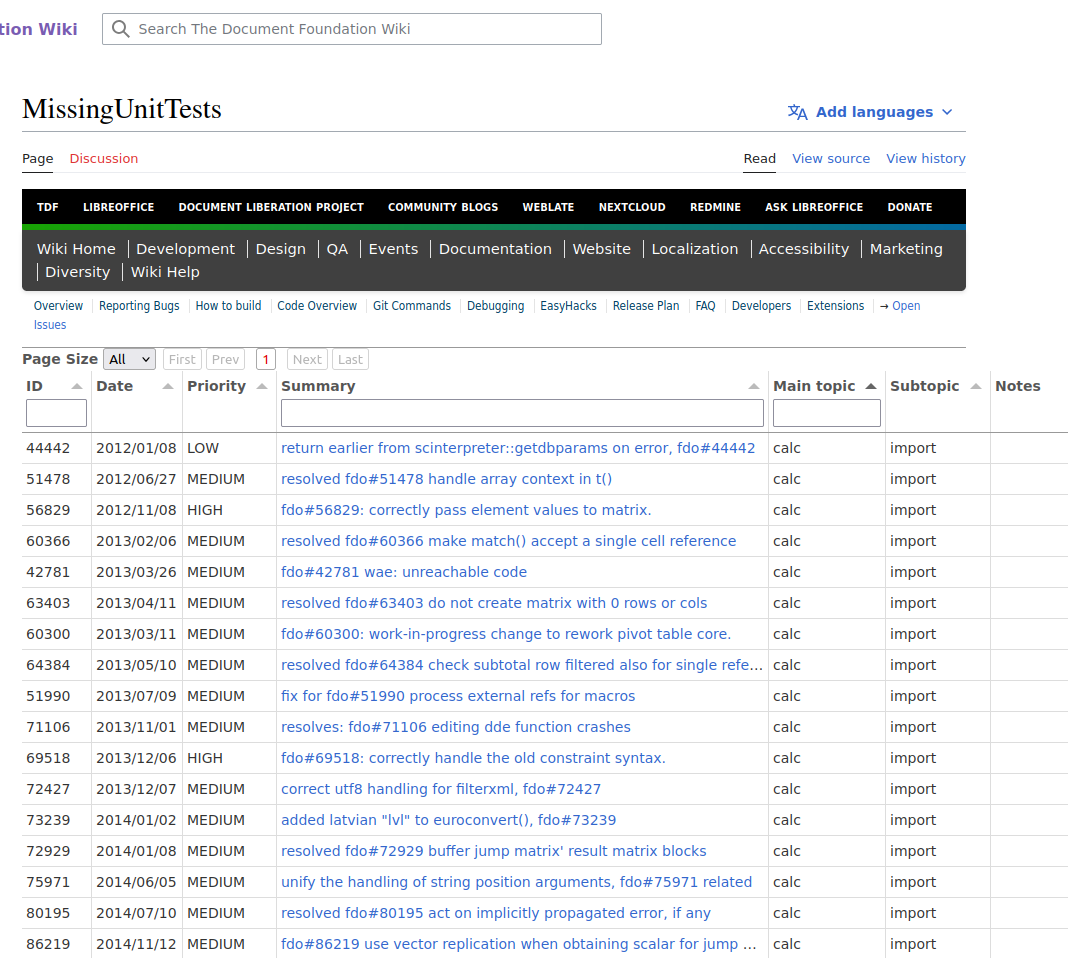 tion Wiki Search The Document Foundation Wiki
MissingUnitTests Add languages
Page Discussion Read View source View history
TDF LIBREOFFICE DOCUMENT LIBERATION PROJECT COMMUNITY BLOGS WEBLATE NEXTCLOUD REDMINE ASK LIBREOFFICE DONATE
Wiki Home Development Design QA Events Documentation Website Localization Accessibility Marketing
Diversity Wiki Help
Overview Reporting Bugs How to build Code Overview Git Commands Debugging EasyHacks Release Plan FAQ Developers Extensions → Open
Issues
Page Size All First Prev 1 Next Last
ID Date Priority Summary Main topic Subtopic Notes
44442 2012/01/08 LOW return earlier from scinterpreter::getdbparams on error, fdo#44442 calc import
51478 2012/06/27 MEDIUM resolved fdo#51478 handle array context in t() calc import
56829 2012/11/08 HIGH fdo#56829: correctly pass element values to matrix. calc import
60366 2013/02/06 MEDIUM resolved fdo#60366 make match() accept a single cell reference calc import
42781 2013/03/26 MEDIUM fdo#42781 wae: unreachable code calc import
63403 2013/04/11 MEDIUM resolved fdo#63403 do not create matrix with 0 rows or cols calc import
60300 2013/03/11 MEDIUM fdo#60300: work-in-progress change to rework pivot table core. calc import
64384 2013/05/10 MEDIUM resolved fdo#64384 check subtotal row filtered also for single refe... calc import
51990 2013/07/09 MEDIUM fix for fdo#51990 process external refs for macros calc import
71106 2013/11/01 MEDIUM resolves: fdo#71106 editing dde function crashes calc import
69518 2013/12/06 HIGH fdo#69518: correctly handle the old constraint syntax. calc import
72427 2013/12/07 MEDIUM correct utf8 handling for filterxml, fdo#72427 calc import
73239 2014/01/02 MEDIUM added latvian "lvl" to euroconvert(), fdo#73239 calc import
72929 2014/01/08 MEDIUM resolved fdo#72929 buffer jump matrix' result matrix blocks calc import
75971 2014/06/05 MEDIUM unify the handling of string position arguments, fdo#75971 related calc import
80195 2014/07/10 MEDIUM resolved fdo#80195 act on implicitly propagated error, if any calc import
86219 2014/11/12 MEDIUM fdo#86219 use vector replication when obtaining scalar for jump ... calc import